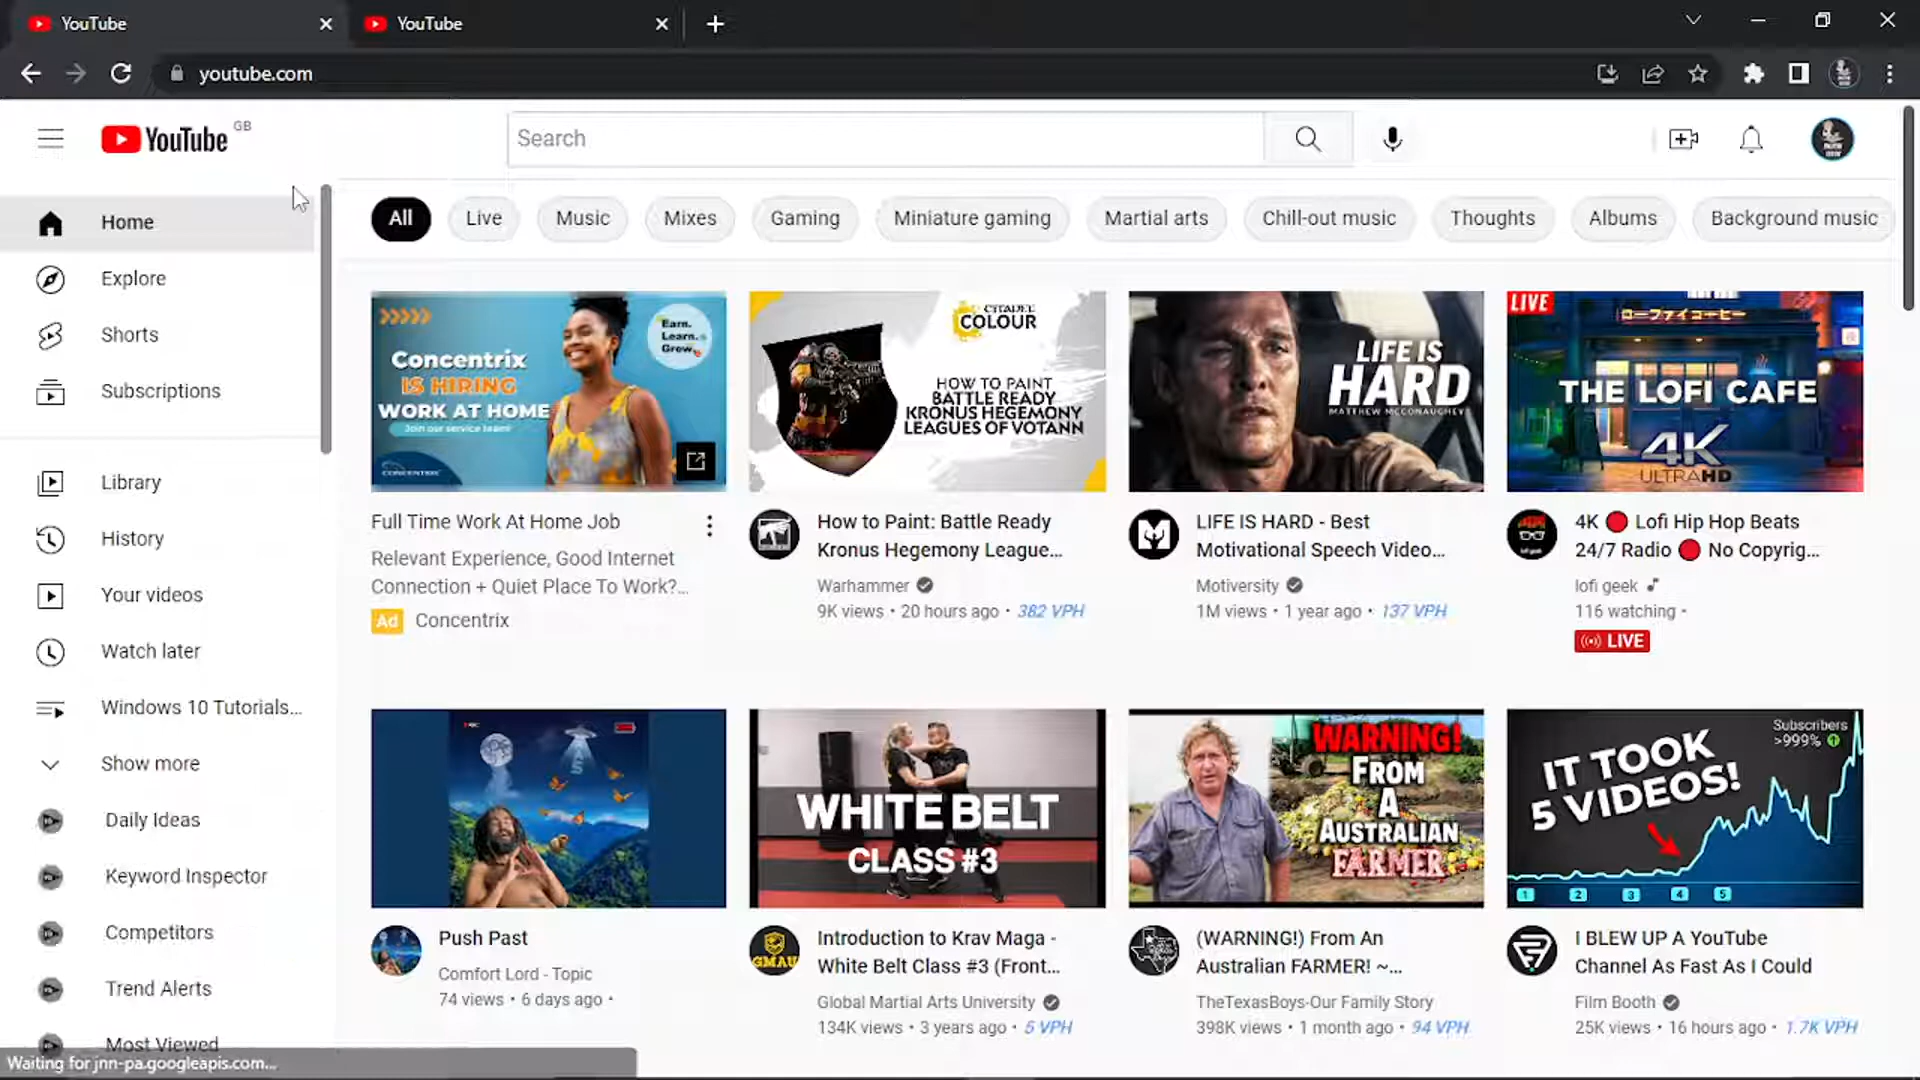 YouTube
YouTube
youtube.com
YouTube GB
Search
Home
Explore
Shorts
Subscriptions
Library
History
Your videos
Watch later
Windows 10 Tutorials...
Show more
Daily Ideas
Keyword Inspector
Competitors
Trend Alerts
Most Viewed
Waiting for jnn-pa.googleapis.com...
All
Live
Music
Mixes
Gaming
Miniature gaming
Martial arts
Chill-out music
Thoughts
Albums
Background music
Concentrix
IS HIRING
WORK AT HOME
Join our service team!
CONCENTRIX
Earn.
Learn.
Grow.
Full Time Work At Home Job
Relevant Experience, Good Internet
Connection + Quiet Place To Work?...
Ad Concentrix
CITADEL
COLOUR
HOW TO PAINT
BATTLE READY
KRONUS HEGEMONY
LEAGUES OF VOTANN
How to Paint: Battle Ready
Kronus Hegemony League...
Warhammer
9K views • 20 hours ago • 382 VPH
LIFE IS
HARD
MATTHEW MCCONAUGHEY
LIFE IS HARD - Best
Motivational Speech Video...
Motiversity
1M views • 1 year ago • 137 VPH
LIVE
ローファイコーヒー
THE LOFI CAFE
4K
ULTRAHD
4K 🔴 Lofi Hip Hop Beats
24/7 Radio 🔴 No Copyrig...
lofi geek
116 watching •
LIVE
Push Past
Comfort Lord - Topic
74 views • 6 days ago •
WHITE BELT
CLASS #3
GMAU
Introduction to Krav Maga -
White Belt Class #3 (Front...
Global Martial Arts University
134K views • 3 years ago • 5 VPH
WARNING!
FROM
A
AUSTRALIAN
FARMER
(WARNING!) From An
Australian FARMER! ~...
TheTexasBoys-Our Family Story
398K views • 1 month ago • 94 VPH
IT TOOK
5 VIDEOS!
Subscribers
>999%
1 2 3 4 5
I BLEW UP A YouTube
Channel As Fast As I Could
Film Booth
25K views • 16 hours ago • 1.7K VPH